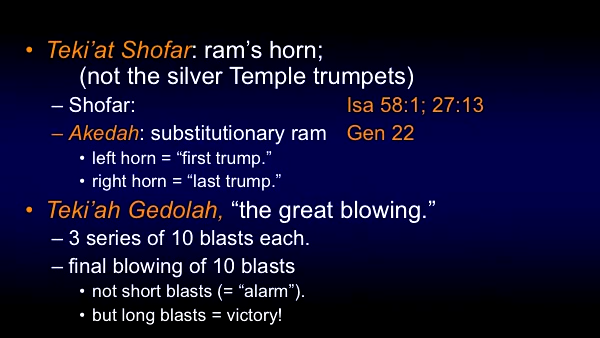 • Teki’at Shofar: ram’s horn;
(not the silver Temple trumpets)
– Shofar: Isa 58:1; 27:13
– Akedah: substitutionary ram Gen 22
• left horn = “first trump.”
• right horn = “last trump.”
• Teki’ah Gedolah, “the great blowing.”
– 3 series of 10 blasts each.
– final blowing of 10 blasts
• not short blasts (= “alarm”).
• but long blasts = victory!